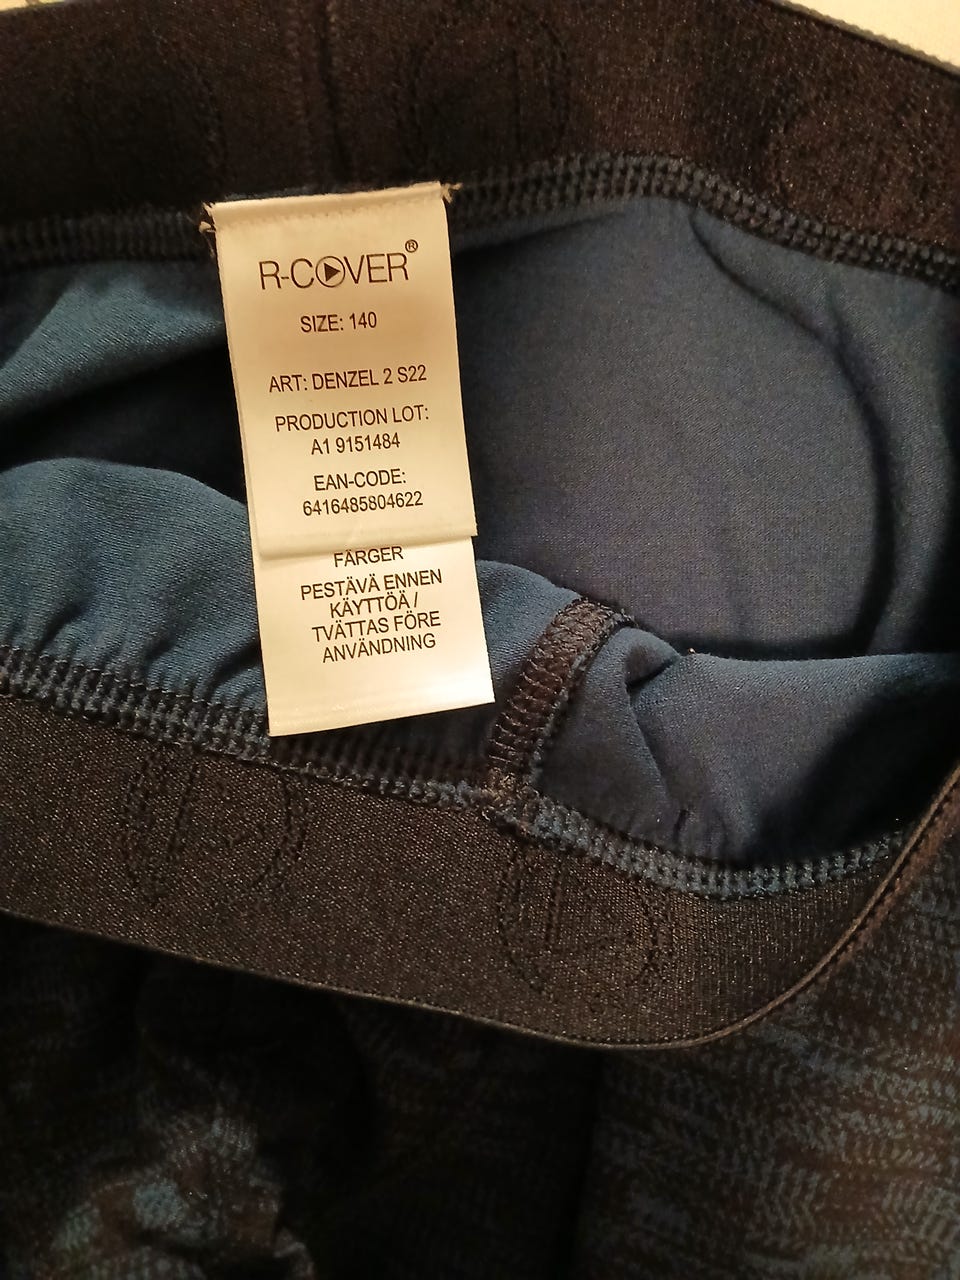 R-COVER®
SIZE: 140
ART: DENZEL 2 S22
PRODUCTION LOT:
A1 9151484
EAN-CODE:
6416485804622
FÄRGER
PESTÄVÄ ENNEN
KÄYTTÖÄ /
TVÄTTAS FÖRE
ANVÄNDNING